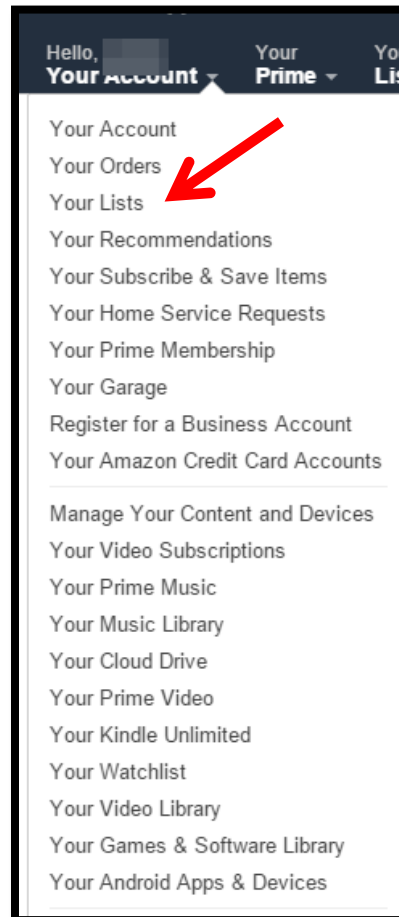 Hello,
Your Account
Your
Prime
Yo
Lis
Your Account
Your Orders
Your Lists
Your Recommendations
Your Subscribe & Save Items
Your Home Service Requests
Your Prime Membership
Your Garage
Register for a Business Account
Your Amazon Credit Card Accounts
Manage Your Content and Devices
Your Video Subscriptions
Your Prime Music
Your Music Library
Your Cloud Drive
Your Prime Video
Your Kindle Unlimited
Your Watchlist
Your Video Library
Your Games & Software Library
Your Android Apps & Devices